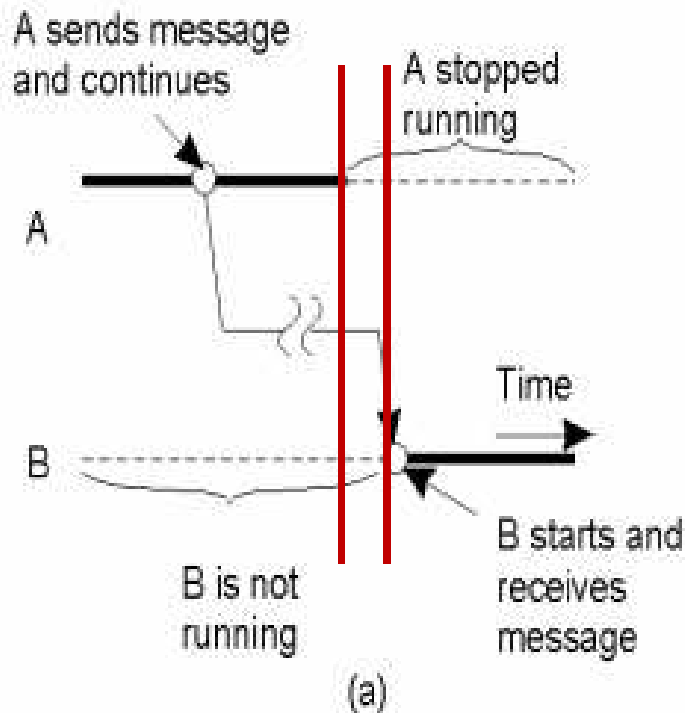 A sends message
and continues
A stopped
running
A
Time
B
B starts and
receives
message
B is not
running
(a)